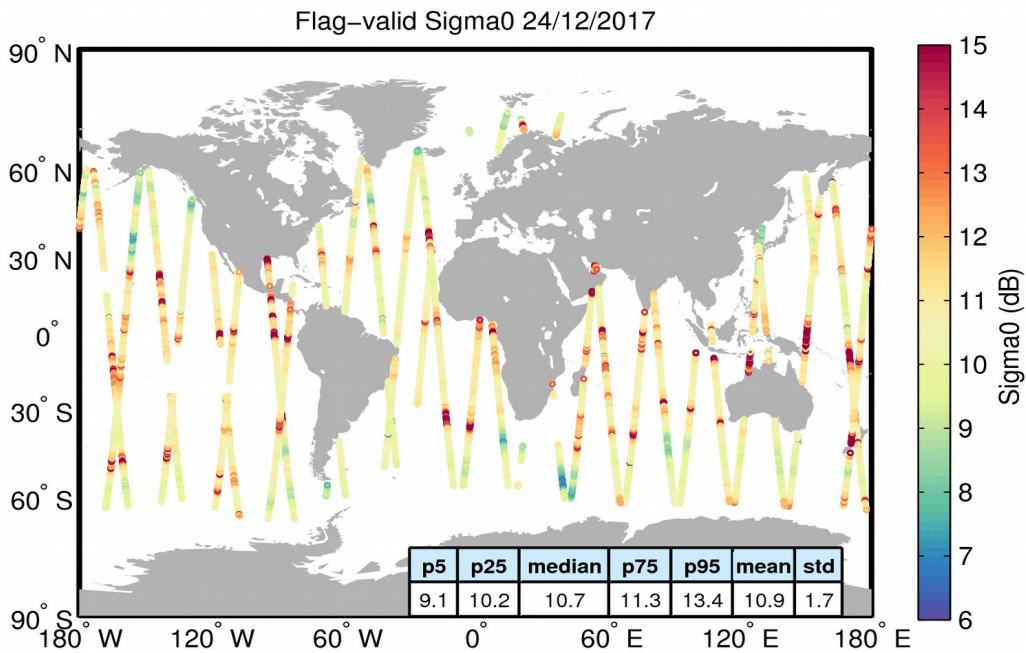 Flag−valid Sigma0 24/12/2017
90° N
60° N
30° N
0°
30° S
60° S
90° S
180° W
120° W
60° W
0°
60° E
120° E
180° E
p5 p25 median p75 p95 mean std
9.1 10.2 10.7 11.3 13.4 10.9 1.7
15
14
13
12
11
10
9
8
7
6
Sigma0 (dB)